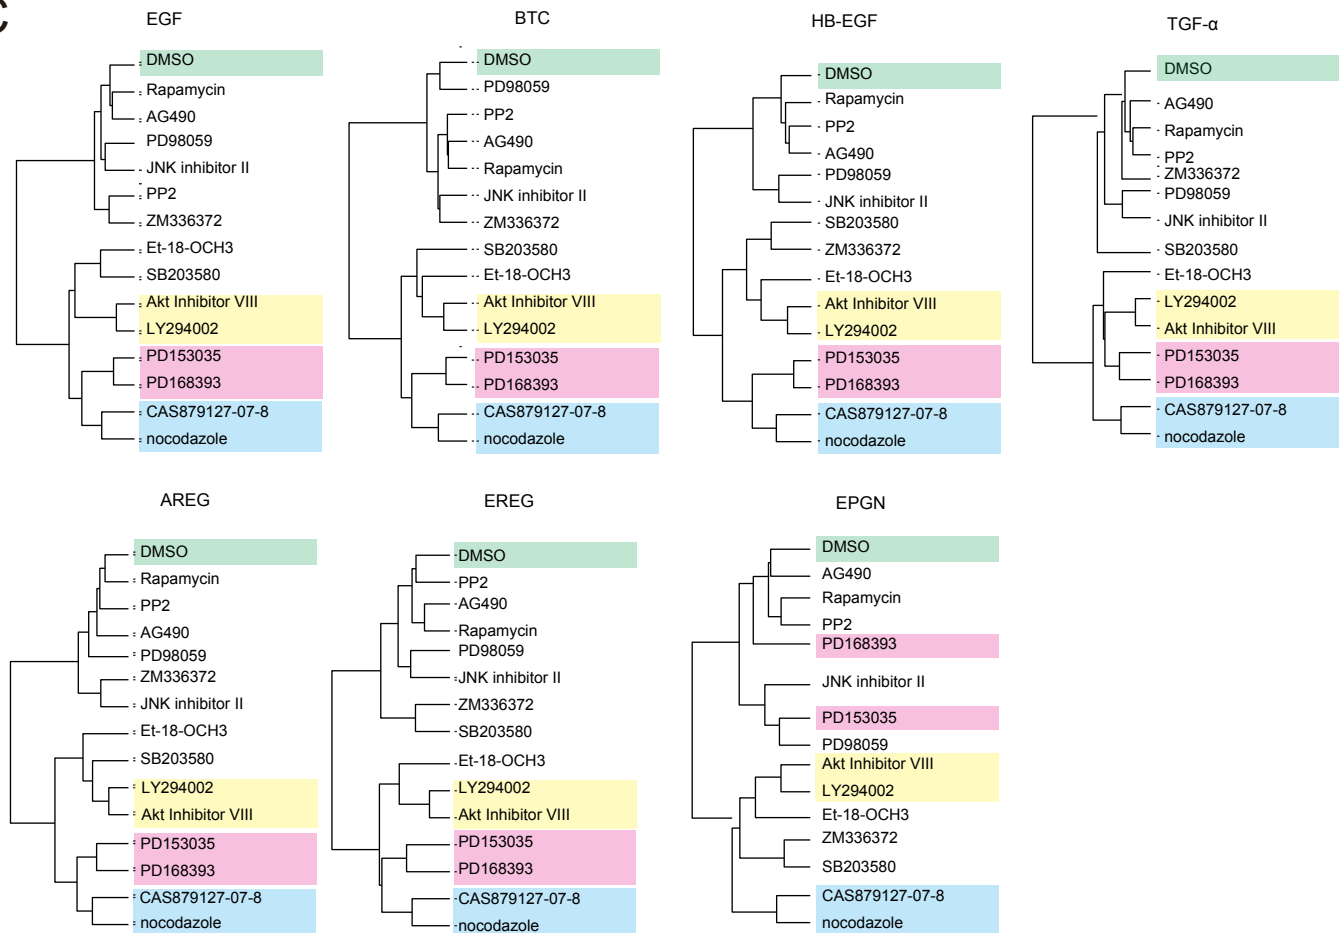 C
EGF
DMSO
Rapamycin
AG490
PD98059
JNK inhibitor II
PP2
ZM336372
Et-18-OCH3
SB203580
Akt Inhibitor VIII
LY294002
PD153035
PD168393
CAS879127-07-8
nocodazole
BTC
DMSO
PD98059
PP2
AG490
Rapamycin
JNK inhibitor II
ZM336372
SB203580
Et-18-OCH3
Akt Inhibitor VIII
LY294002
PD153035
PD168393
CAS879127-07-8
nocodazole
HB-EGF
DMSO
Rapamycin
PP2
AG490
PD98059
JNK inhibitor II
SB203580
ZM336372
Et-18-OCH3
Akt Inhibitor VIII
LY294002
PD153035
PD168393
CAS879127-07-8
nocodazole
TGF-α
DMSO
AG490
Rapamycin
PP2
ZM336372
PD98059
JNK inhibitor II
SB203580
Et-18-OCH3
LY294002
Akt Inhibitor VIII
PD153035
PD168393
CAS879127-07-8
nocodazole
AREG
DMSO
Rapamycin
PP2
AG490
PD98059
ZM336372
JNK inhibitor II
Et-18-OCH3
SB203580
LY294002
Akt Inhibitor VIII
PD153035
PD168393
CAS879127-07-8
nocodazole
EREG
DMSO
PP2
AG490
Rapamycin
PD98059
JNK inhibitor II
ZM336372
SB203580
Et-18-OCH3
LY294002
Akt Inhibitor VIII
PD153035
PD168393
CAS879127-07-8
nocodazole
EPGN
DMSO
AG490
Rapamycin
PP2
PD168393
JNK inhibitor II
PD153035
PD98059
Akt Inhibitor VIII
LY294002
Et-18-OCH3
ZM336372
SB203580
CAS879127-07-8
nocodazole